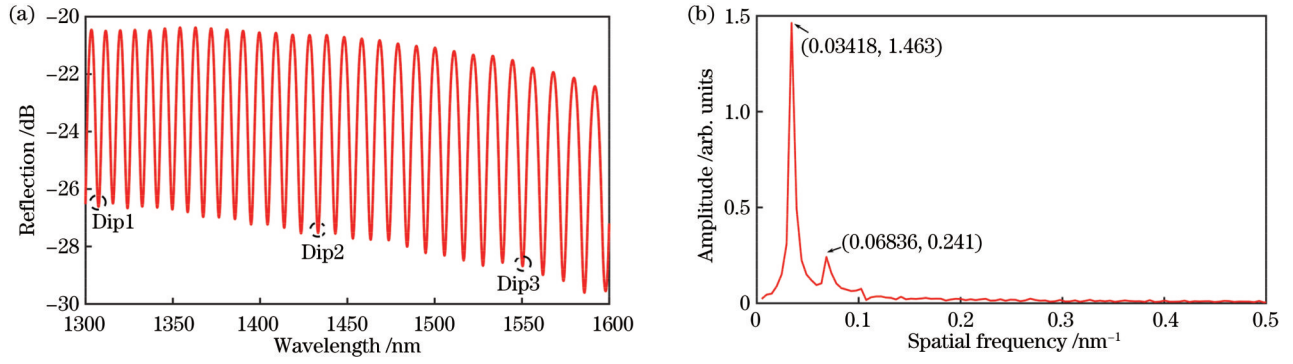 (a)
−20
−22
−24
−26
−28
−30
Reflection /dB
Dip1
Dip2
Dip3
1300 1350 1400 1450 1500 1550 1600
Wavelength /nm
(b)
1.5
1.0
0.5
0
Amplitude /arb. units
(0.03418, 1.463)
(0.06836, 0.241)
0 0.1 0.2 0.3 0.4 0.5
Spatial frequency /nm⁻¹